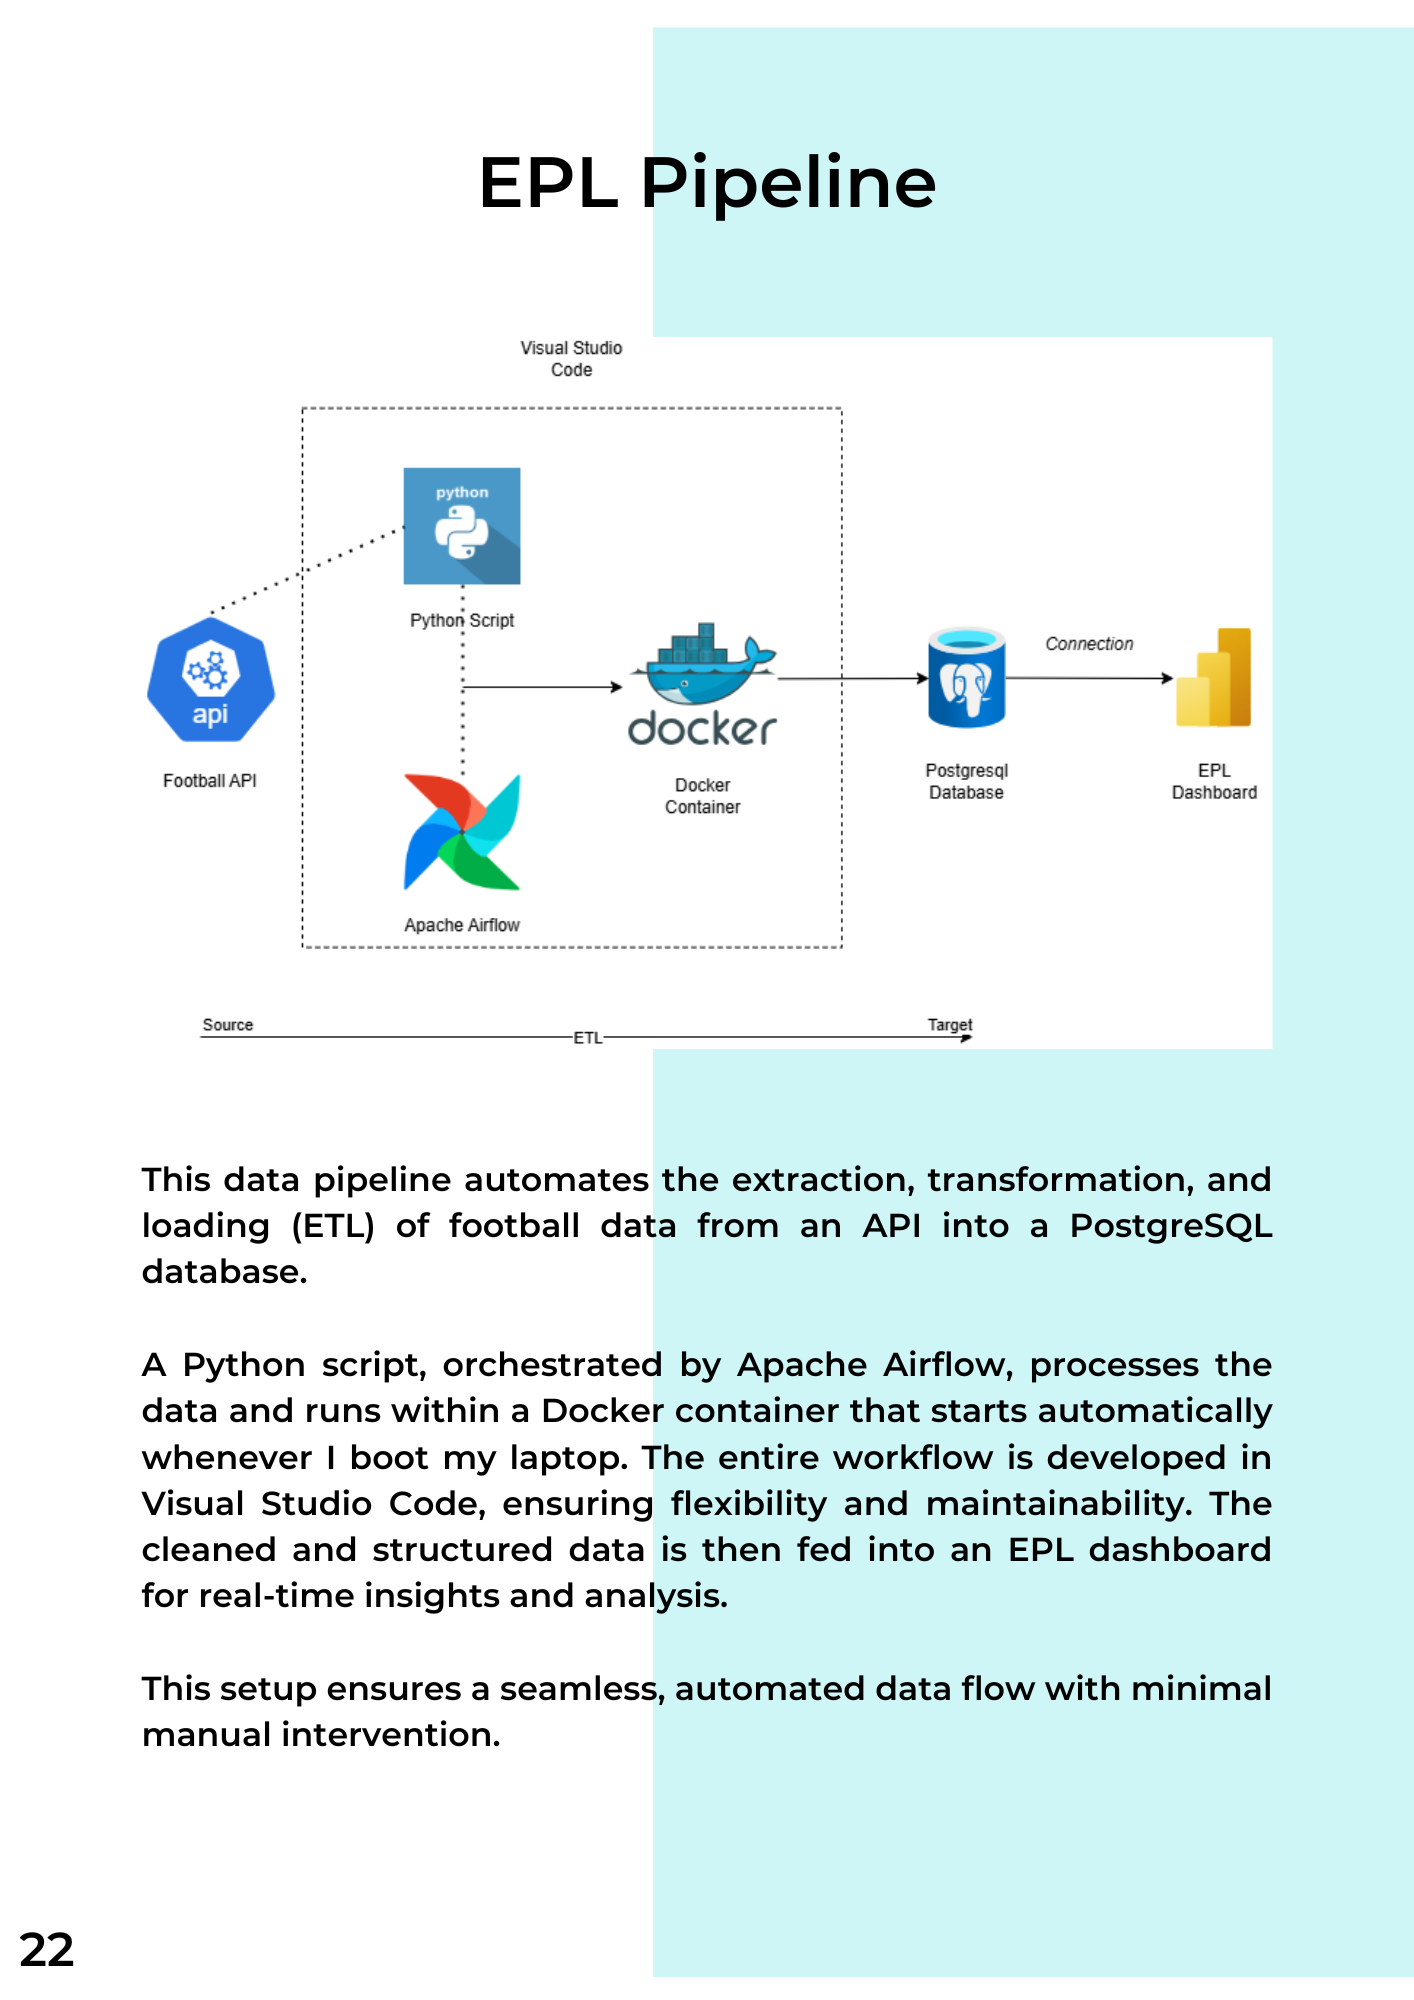 EPL Pipeline
Visual Studio
Code
python
Python Script
api
Football API
docker
Docker
Container
Apache Airflow
Postgresql
Database
Connection
EPL
Dashboard
Source
ETL
Target
This data pipeline automates the extraction, transformation, and
loading (ETL) of football data from an API into a PostgreSQL
database.
A Python script, orchestrated by Apache Airflow, processes the
data and runs within a Docker container that starts automatically
whenever I boot my laptop. The entire workflow is developed in
Visual Studio Code, ensuring flexibility and maintainability. The
cleaned and structured data is then fed into an EPL dashboard
for real-time insights and analysis.
This setup ensures a seamless, automated data flow with minimal
manual intervention.
22